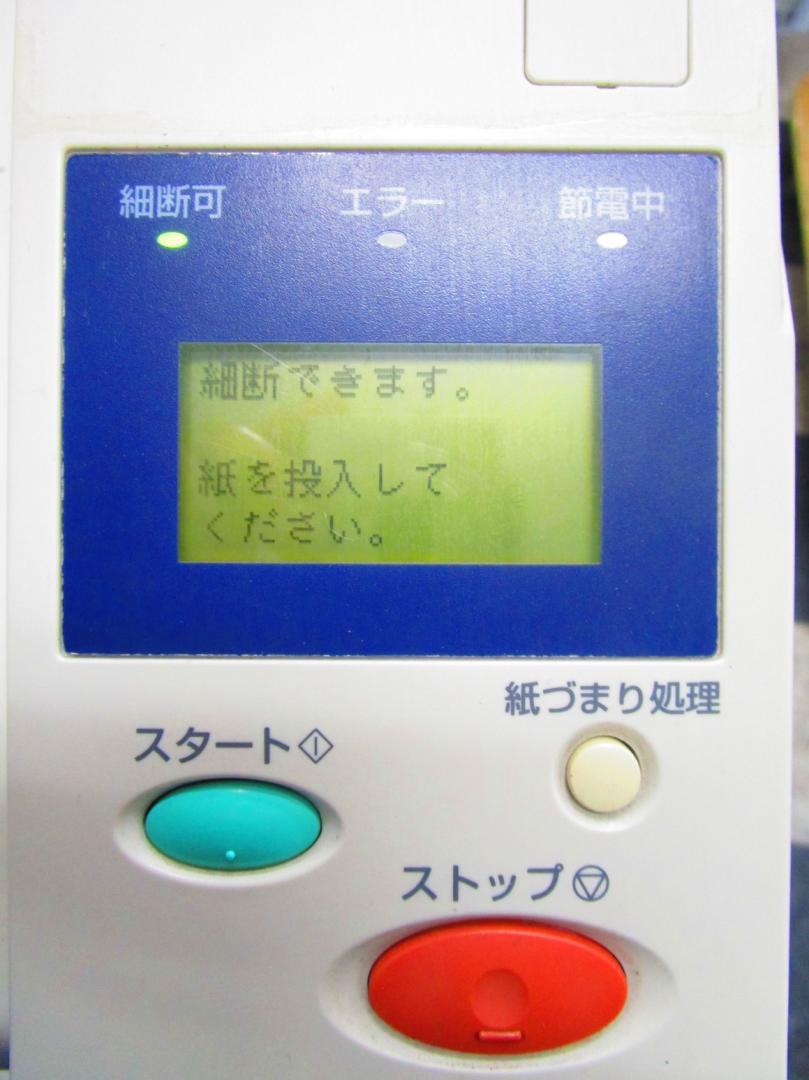 細断可
エラー
節電中
細断できます。
紙を投入して
ください。
紙づまり処理
スタート
ストップ